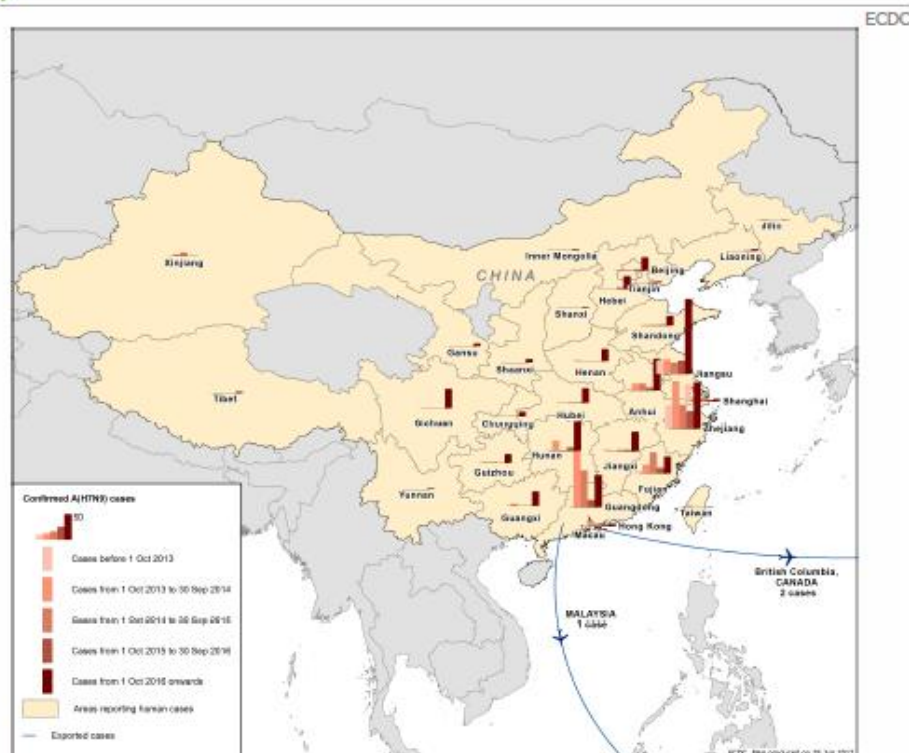 ECDC
Jilin
Xinjiang
Inner Mongolia
Liaoning
CHINA
Beijing
Tianjin
Hebei
Shanxi
Shandong
Gansu
Shaanxi
Henan
Jiangsu
Tibet
Shanghai
Sichuan
Chongqing
Hubei
Anhui
Zhejiang
Hunan
Guizhou
Jiangxi
Fujian
Yunnan
Guangxi
Guangdong
Taiwan
Hong Kong
Macau
British Columbia,
CANADA
2 cases
MALAYSIA
1 case
Confirmed A(H7N9) cases
50
Cases before 1 Oct 2013
Cases from 1 Oct 2013 to 30 Sep 2014
Cases from 1 Oct 2014 to 30 Sep 2015
Cases from 1 Oct 2015 to 30 Sep 2016
Cases from 1 Oct 2016 onwards
Areas reporting human cases
Exported cases